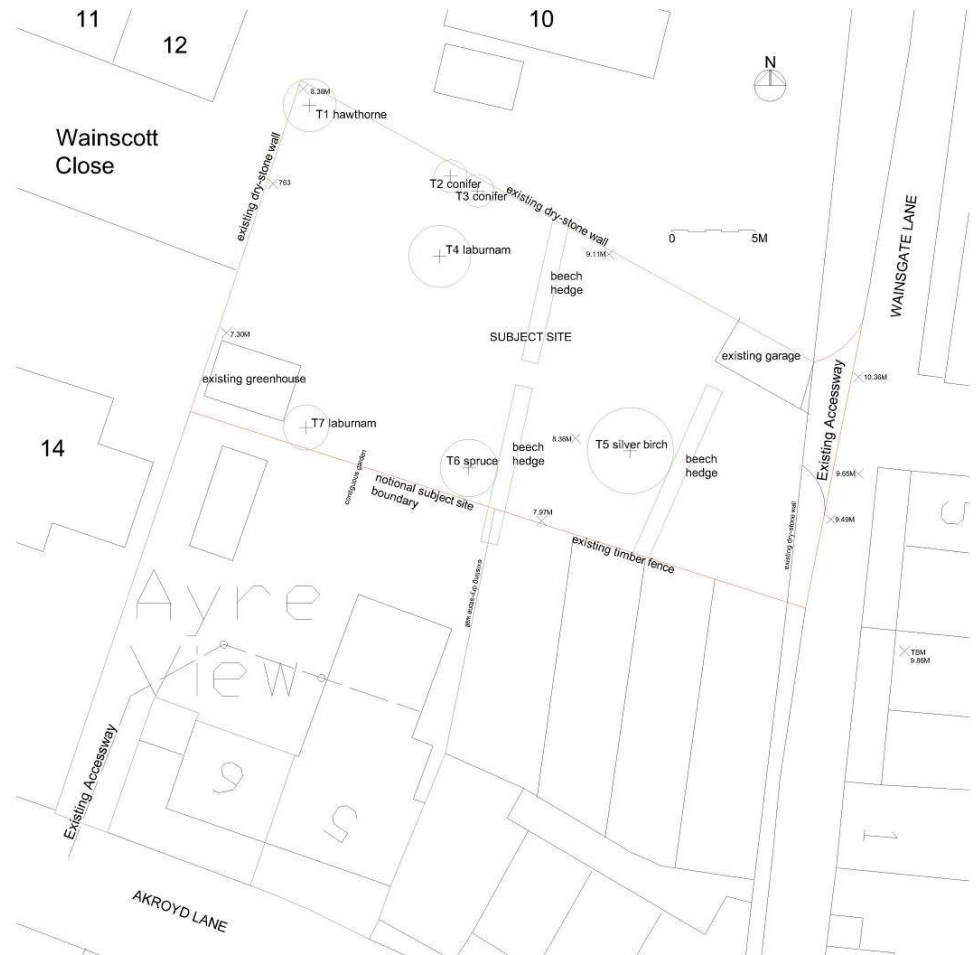 11
12
10
N
8.38M
T1 hawthorne
Wainscott
Close
existing dry-stone wall
763
T2 conifer
T3 conifer
existing dry-stone wall
0 5M
WAINSGATE LANE
T4 laburnam
9.11M
beech
hedge
SUBJECT SITE
7.30M
existing garage
existing greenhouse
Existing Accessway
10.36M
T7 laburnam
14
8.36M
T5 silver birch
T6 spruce
beech
hedge
beech
hedge
contiguous garden
notional subject site
boundary
9.65M
7.97M
9.49M
5
existing dry-stone wall
existing timber fence
existing dry-stone wall
Ayre
View
TBM
9.86M
Existing Accessway
9
5
1
AKROYD LANE